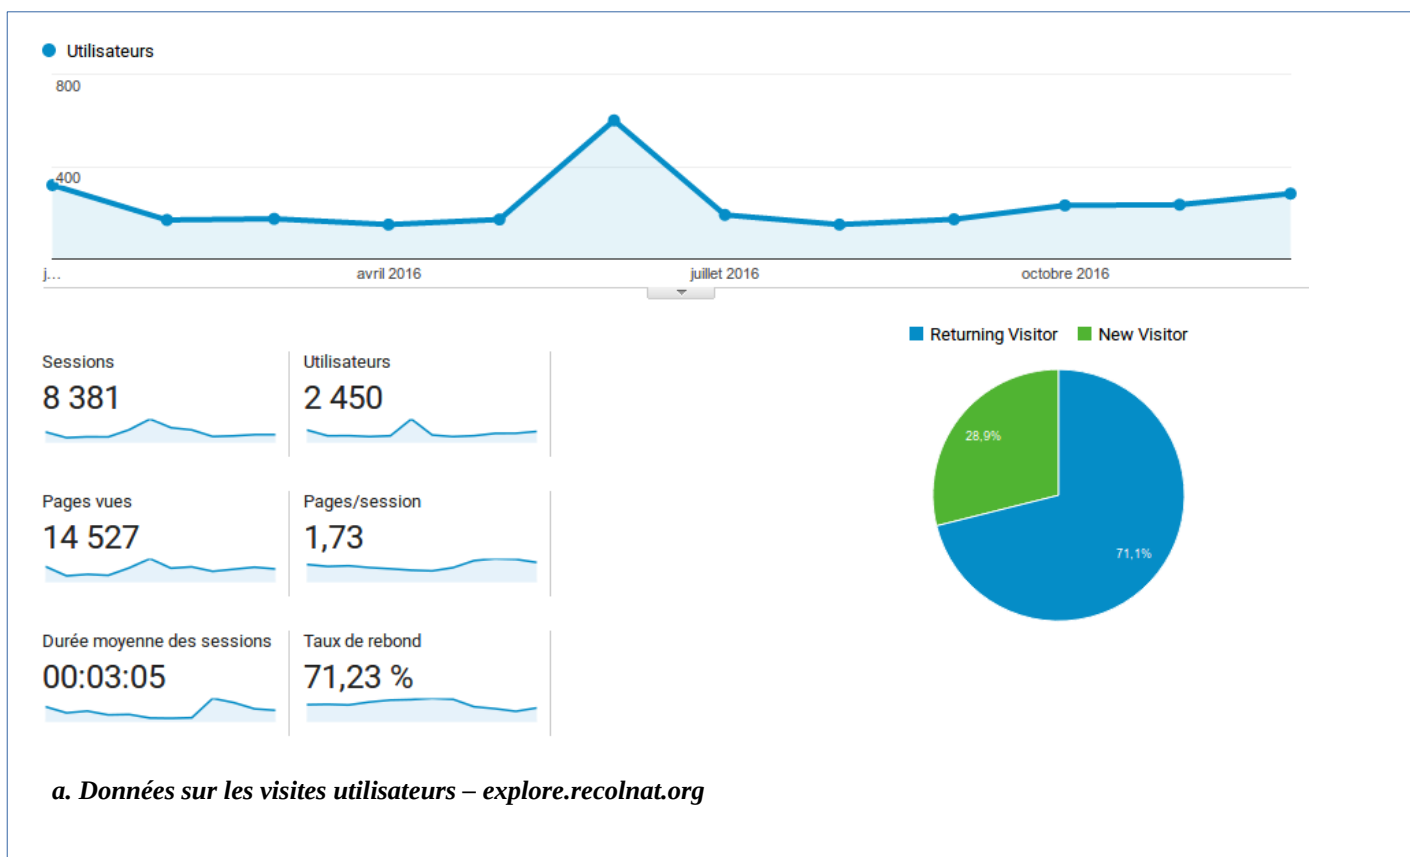 Utilisateurs
800
400
j...
avril 2016
juillet 2016
octobre 2016
Returning Visitor
New Visitor
Sessions
8 381
Utilisateurs
2 450
28,9%
71,1%
Pages vues
14 527
Pages/session
1,73
Durée moyenne des sessions
00:03:05
Taux de rebond
71,23 %
a. Données sur les visites utilisateurs – explore.recolnat.org